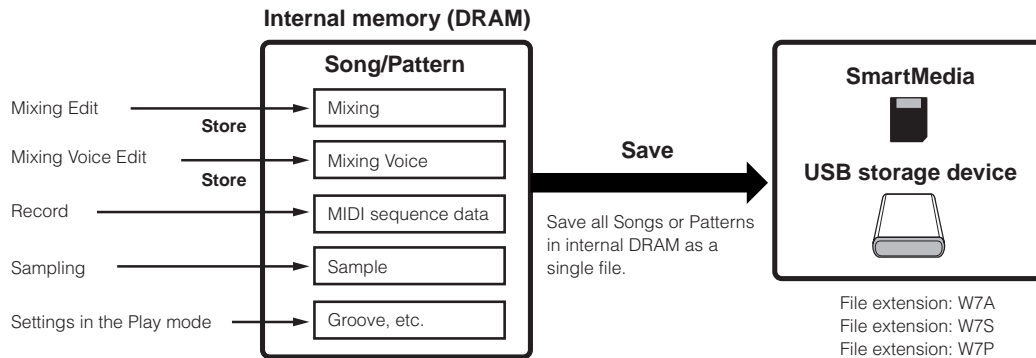 Internal memory (DRAM)
Song/Pattern
Mixing Edit
Store
Mixing
Mixing Voice Edit
Store
Mixing Voice
Record
MIDI sequence data
Sampling
Sample
Settings in the Play mode
Groove, etc.
Save
Save all Songs or Patterns
in internal DRAM as a
single file.
SmartMedia
USB storage device
File extension: W7A
File extension: W7S
File extension: W7P